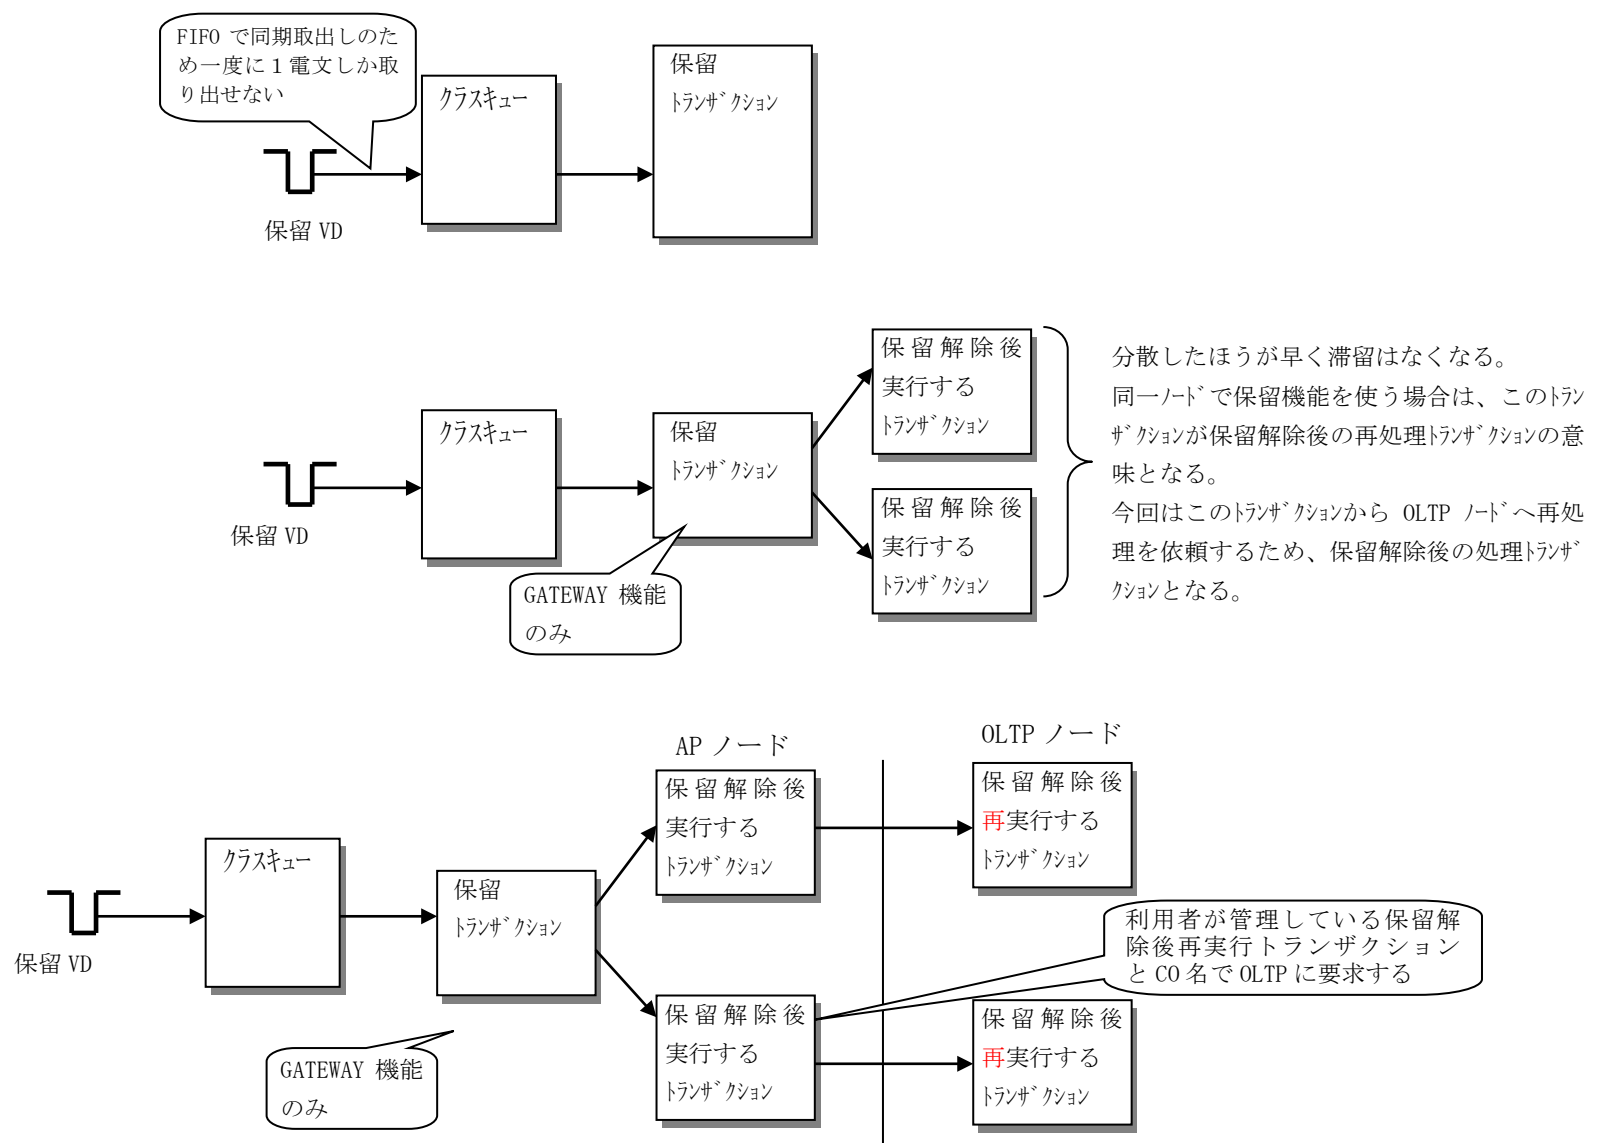 FIFO で同期取出しのた
め一度に１電文しか取
り出せない
クラスキュー
保留
ﾄﾗﾝｻﾞｸｼｮﾝ
保留 VD
保留解除後
実行する
ﾄﾗﾝｻﾞｸｼｮﾝ
クラスキュー
保留
ﾄﾗﾝｻﾞｸｼｮﾝ
保留 VD
保留解除後
実行する
ﾄﾗﾝｻﾞｸｼｮﾝ
GATEWAY 機能
のみ
分散したほうが早く滞留はなくなる。
同一ﾉｰﾄﾞで保留機能を使う場合は、このﾄﾗﾝ
ｻﾞｸｼｮﾝが保留解除後の再処理ﾄﾗﾝｻﾞｸｼｮﾝの意
味となる。
今回はこのﾄﾗﾝｻﾞｸｼｮﾝから OLTP ﾉｰﾄﾞへ再処
理を依頼するため、保留解除後の処理ﾄﾗﾝｻﾞ
ｸｼｮﾝとなる。
AP ノード
OLTP ノード
保留解除後
実行する
ﾄﾗﾝｻﾞｸｼｮﾝ
保留解除後
再実行する
ﾄﾗﾝｻﾞｸｼｮﾝ
クラスキュー
保留
ﾄﾗﾝｻﾞｸｼｮﾝ
保留 VD
利用者が管理している保留解
除後再実行トランザクション
と CO 名で OLTP に要求する
保留解除後
実行する
ﾄﾗﾝｻﾞｸｼｮﾝ
保留解除後
再実行する
ﾄﾗﾝｻﾞｸｼｮﾝ
GATEWAY 機能
のみ